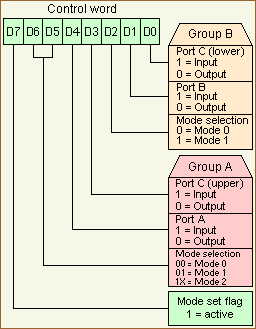 Control word
D7 D6 D5 D4 D3 D2 D1 D0
Group B
Port C (lower)
1 = Input
0 = Output
Port B
1 = Input
0 = Output
Mode selection
0 = Mode 0
1 = Mode 1
Group A
Port C (upper)
1 = Input
0 = Output
Port A
1 = Input
0 = Output
Mode selection
00 = Mode 0
01 = Mode 1
1X = Mode 2
Mode set flag
1 = active